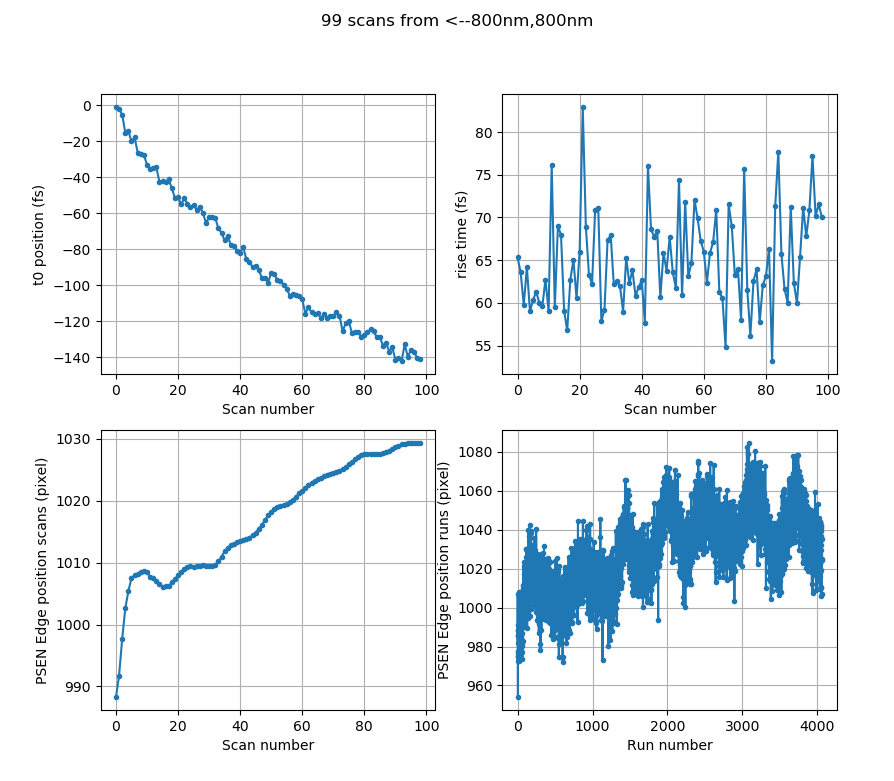 99 scans from <--800nm,800nm
t0 position (fs)
0
−20
−40
−60
−80
−100
−120
−140
0 20 40 60 80 100
Scan number
rise time (fs)
80
75
70
65
60
55
0 20 40 60 80 100
Scan number
PSEN Edge position scans (pixel)
1030
1020
1010
1000
990
0 20 40 60 80 100
Scan number
PSEN Edge position runs (pixel)
1080
1060
1040
1020
1000
980
960
0 1000 2000 3000 4000
Run number